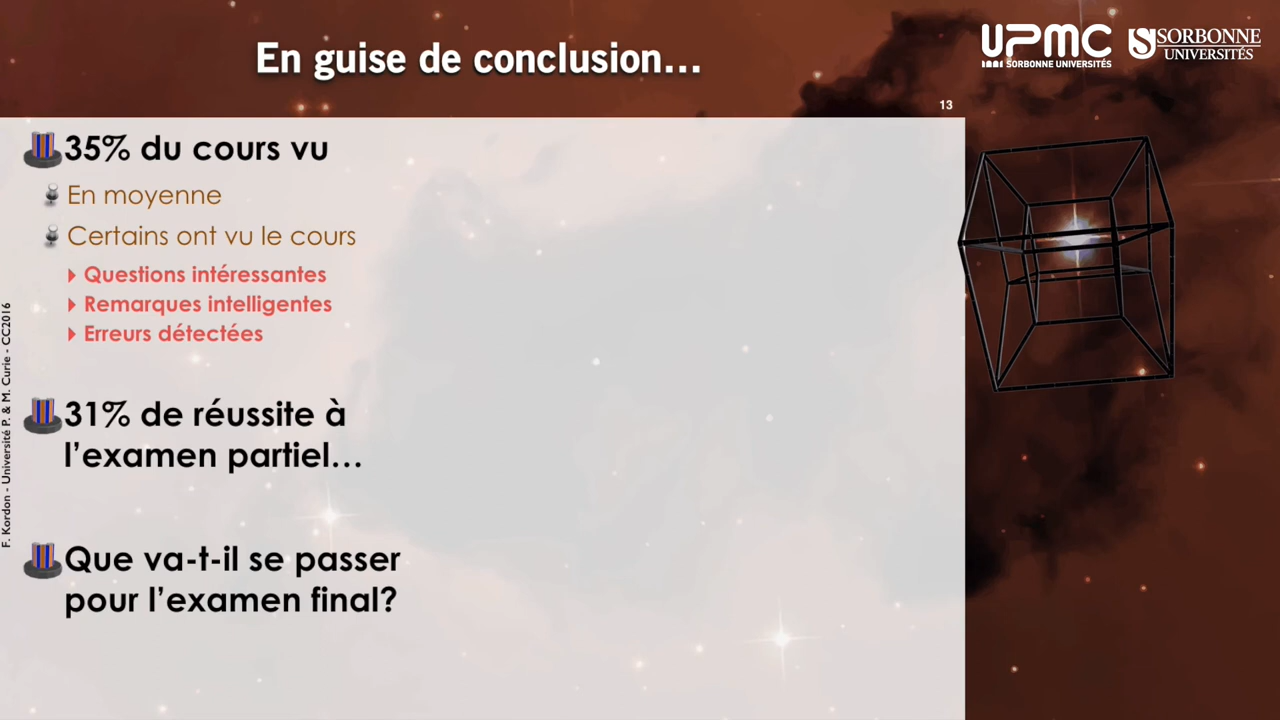 En guise de conclusion...
UPMC
SORBONNE UNIVERSITÉS
SORBONNE
UNIVERSITÉS
13
35% du cours vu
En moyenne
Certains ont vu le cours
Questions intéressantes
Remarques intelligentes
Erreurs détectées
31% de réussite à
l'examen partiel...
Que va-t-il se passer
pour l'examen final?
F. Kordon - Université P. & M. Curie - CC2016